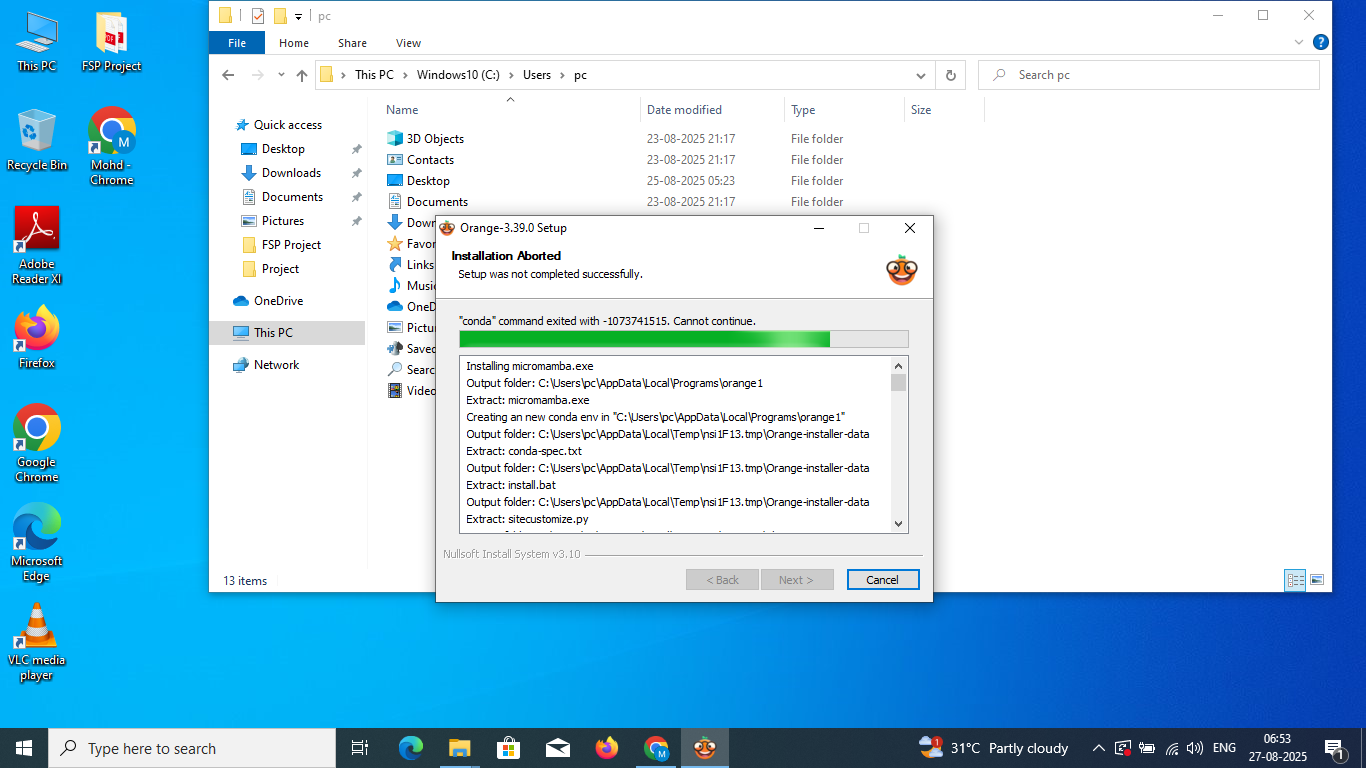 This PC
FSP Project
Recycle Bin
Mohd -
Chrome
Adobe
Reader XI
Firefox
Google
Chrome
Microsoft
Edge
VLC media
player
pc
File
Home
Share
View
This PC > Windows10 (C:) > Users > pc
Search pc
Quick access
Desktop
Downloads
Documents
Pictures
FSP Project
Project
OneDrive
This PC
Network
Name Date modified Type Size
3D Objects 23-08-2025 21:17 File folder
Contacts 23-08-2025 21:17 File folder
Desktop 25-08-2025 05:23 File folder
Documents 23-08-2025 21:17 File folder
Dow
Favor
Links
Music
OneD
Pictur
Saved
Searc
Video
13 items
Orange-3.39.0 Setup
Installation Aborted
Setup was not completed successfully.
"conda" command exited with -1073741515. Cannot continue.
Installing micromamba.exe
Output folder: C:\Users\pc\AppData\Local\Programs\orange1
Extract: micromamba.exe
Creating an new conda env in "C:\Users\pc\AppData\Local\Programs\orange1"
Output folder: C:\Users\pc\AppData\Local\Temp\nsi1F13.tmp\Orange-installer-data
Extract: conda-spec.txt
Output folder: C:\Users\pc\AppData\Local\Temp\nsi1F13.tmp\Orange-installer-data
Extract: install.bat
Output folder: C:\Users\pc\AppData\Local\Temp\nsi1F13.tmp\Orange-installer-data
Extract: sitecustomize.py
Nullsoft Install System v3.10
< Back
Next >
Cancel
Type here to search
31°C Partly cloudy
ENG
06:53
27-08-2025
1